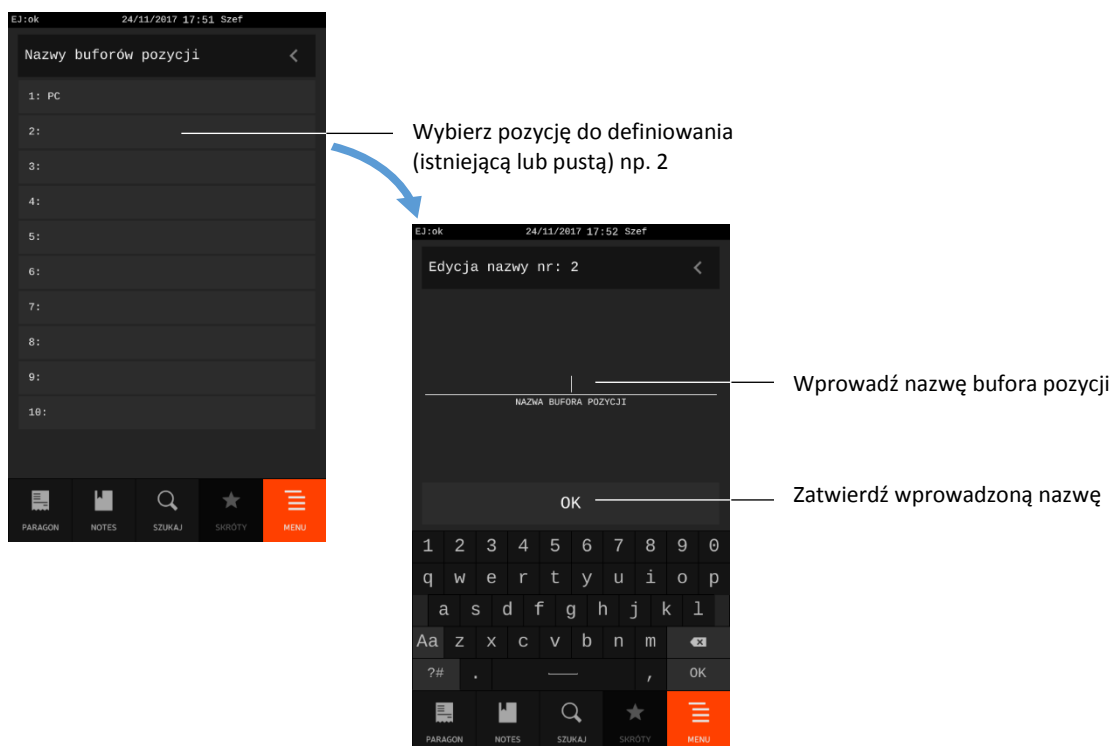 EJ:ok 24/11/2017 17:51 Szef
Nazwy buforów pozycji
1: PC
2:
3:
4:
5:
6:
7:
8:
9:
10:
PARAGON NOTES SZUKAJ SKRÓTY MENU
Wybierz pozycję do definiowania
(istniejącą lub pustą) np. 2
EJ:ok 24/11/2017 17:52 Szef
Edycja nazwy nr: 2
NAZWA BUFORA POZYCJI
Wprowadź nazwę bufora pozycji
OK
Zatwierdź wprowadzoną nazwę
1 2 3 4 5 6 7 8 9 0
q w e r t y u i o p
a s d f g h j k l
Aa z x c v b n m
?# . , OK
PARAGON NOTES SZUKAJ SKRÓTY MENU